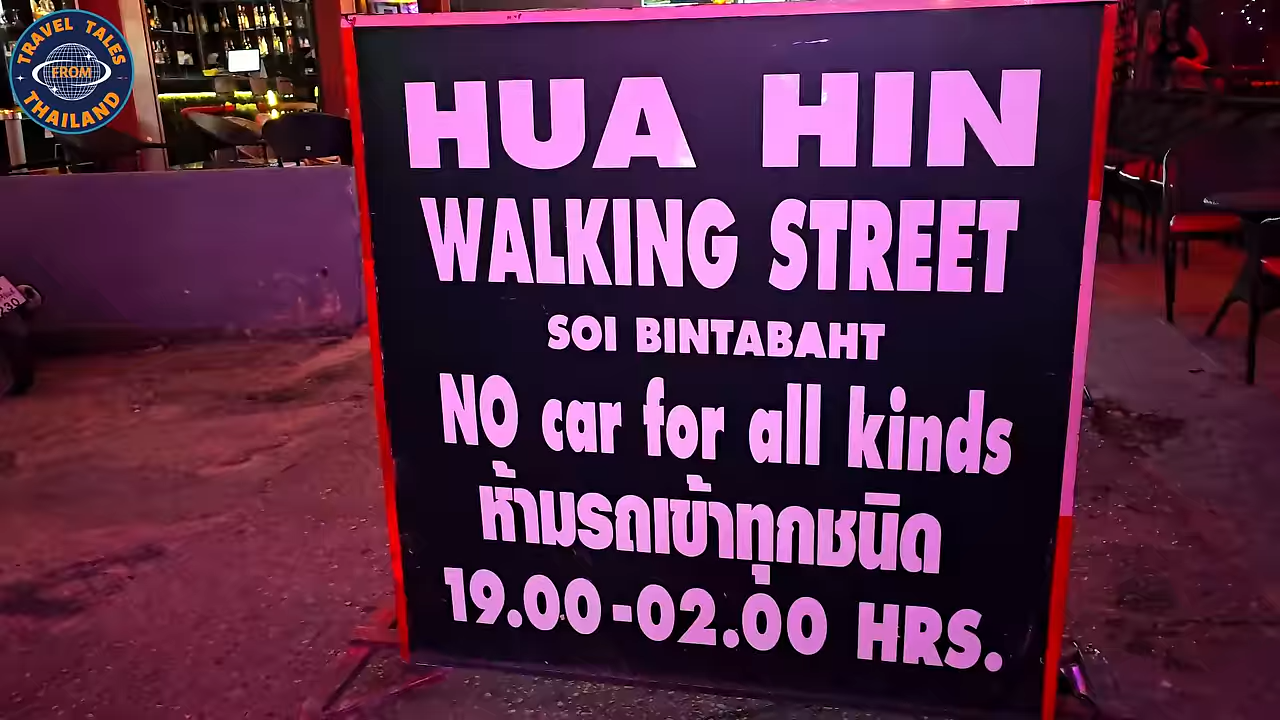 TRAVEL TALES
FROM
THAILAND
HUA HIN
WALKING STREET
SOI BINTABAHT
NO car for all kinds
ห้ามรถเข้าทุกชนิด
19.00-02.00 HRS.